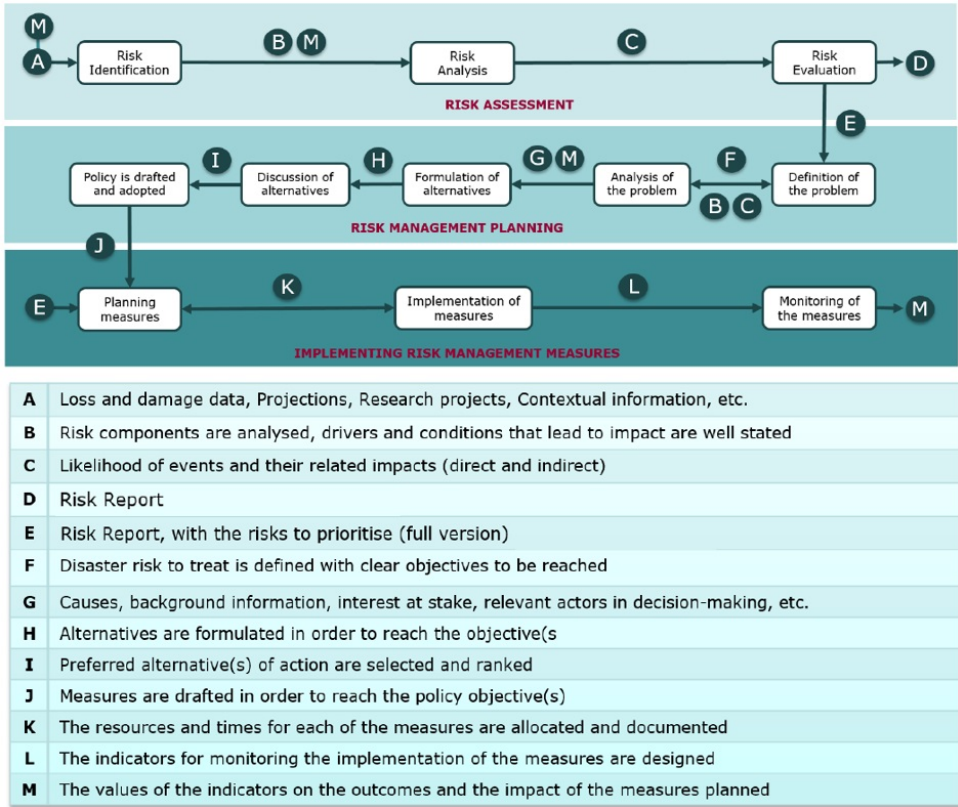 M
B M C
A Risk Identification Risk Analysis Risk Evaluation D
RISK ASSESSMENT
E
I H G M F
Policy is drafted and adopted Discussion of alternatives Formulation of alternatives Analysis of the problem Definition of the problem
B C
RISK MANAGEMENT PLANNING
J
K L
E Planning measures Implementation of measures Monitoring of the measures M
IMPLEMENTING RISK MANAGEMENT MEASURES
A Loss and damage data, Projections, Research projects, Contextual information, etc.
B Risk components are analysed, drivers and conditions that lead to impact are well stated
C Likelihood of events and their related impacts (direct and indirect)
D Risk Report
E Risk Report, with the risks to prioritise (full version)
F Disaster risk to treat is defined with clear objectives to be reached
G Causes, background information, interest at stake, relevant actors in decision-making, etc.
H Alternatives are formulated in order to reach the objective(s
I Preferred alternative(s) of action are selected and ranked
J Measures are drafted in order to reach the policy objective(s)
K The resources and times for each of the measures are allocated and documented
L The indicators for monitoring the implementation of the measures are designed
M The values of the indicators on the outcomes and the impact of the measures planned